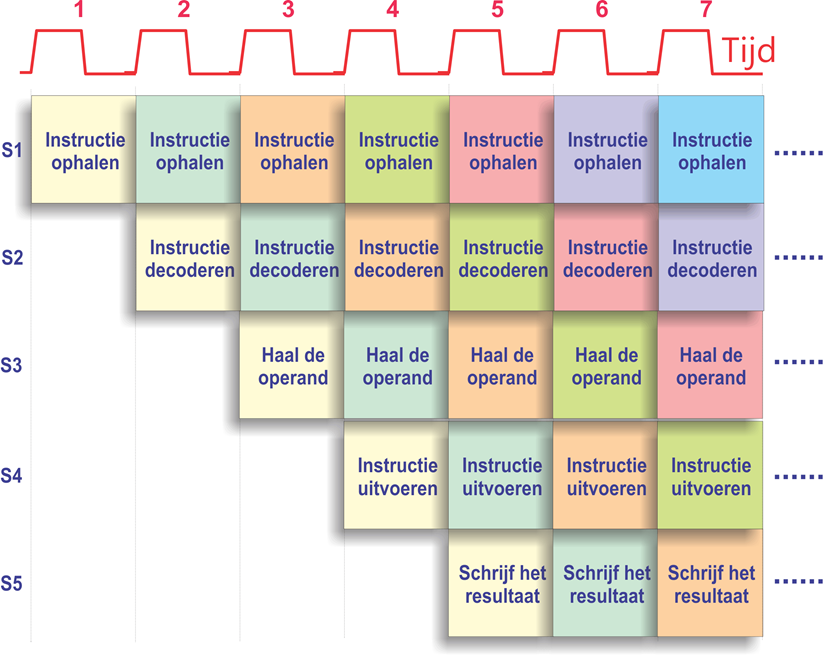 1 2 3 4 5 6 7
Tijd
S1 Instructie Instructie Instructie Instructie Instructie Instructie Instructie
ophalen ophalen ophalen ophalen ophalen ophalen ophalen ......
S2 Instructie Instructie Instructie Instructie Instructie Instructie
decoderen decoderen decoderen decoderen decoderen decoderen ......
S3 Haal de Haal de Haal de Haal de Haal de
operand operand operand operand operand ......
S4 Instructie Instructie Instructie Instructie
uitvoeren uitvoeren uitvoeren uitvoeren ......
S5 Schrijf het Schrijf het Schrijf het
resultaat resultaat resultaat ......